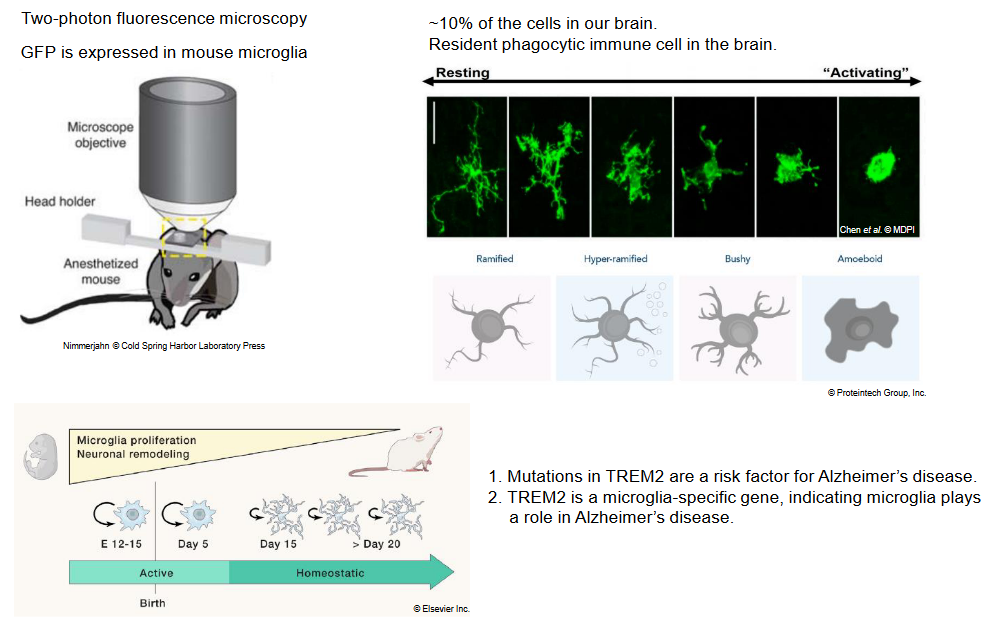 Two-photon fluorescence microscopy
GFP is expressed in mouse microglia
Microscope
objective
Head holder
Anesthetized
mouse
Nimmerjahn © Cold Spring Harbor Laboratory Press
~10% of the cells in our brain.
Resident phagocytic immune cell in the brain.
Resting
“Activating”
Chen et al. © MDPI
Ramified
Hyper-ramified
Bushy
Amoeboid
© Proteintech Group, Inc.
Microglia proliferation
Neuronal remodeling
E 12-15
Day 5
Day 15
> Day 20
Active
Homeostatic
Birth
© Elsevier Inc.
1. Mutations in TREM2 are a risk factor for Alzheimer’s disease.
2. TREM2 is a microglia-specific gene, indicating microglia plays
a role in Alzheimer’s disease.